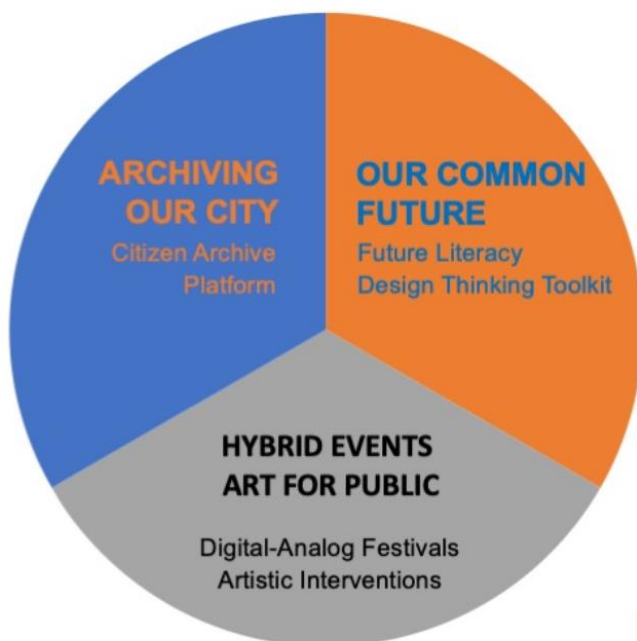 ARCHIVING
OUR CITY
Citizen Archive
Platform
OUR COMMON
FUTURE
Future Literacy
Design Thinking Toolkit
HYBRID EVENTS
ART FOR PUBLIC
Digital-Analog Festivals
Artistic Interventions